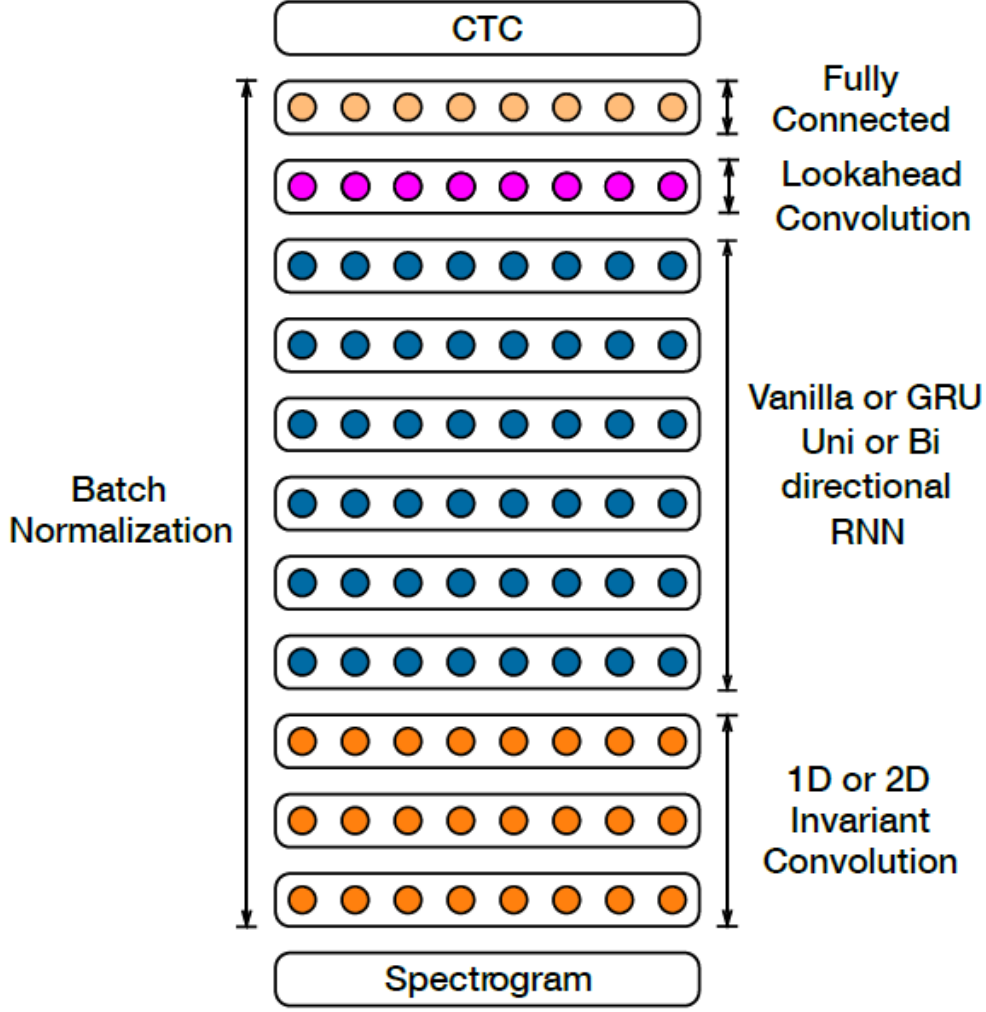 CTC
Fully
Connected
Lookahead
Convolution
Vanilla or GRU
Uni or Bi
directional
RNN
Batch
Normalization
1D or 2D
Invariant
Convolution
Spectrogram